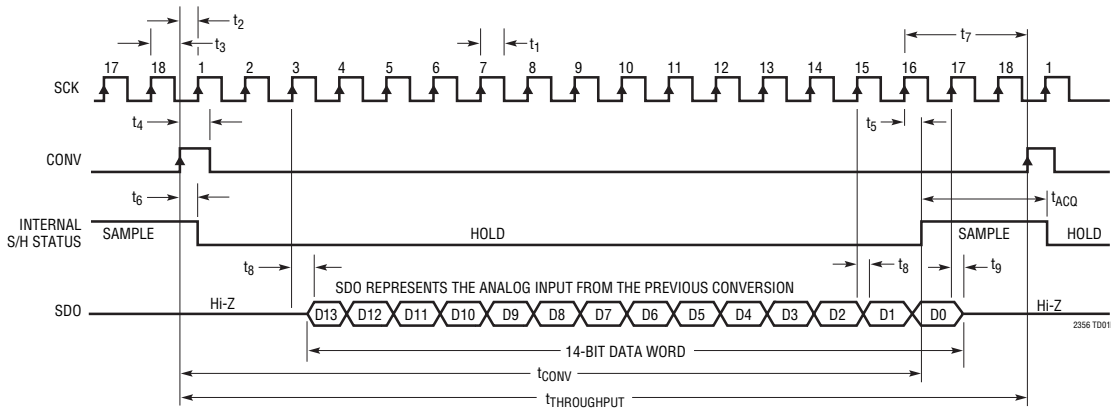 t2
t3
t1
t7
17 18 1 2 3 4 5 6 7 8 9 10 11 12 13 14 15 16 17 18 1
SCK
t4
t5
CONV
t6
tACQ
INTERNAL
S/H STATUS
SAMPLE HOLD SAMPLE HOLD
t8 t8 t9
SDO REPRESENTS THE ANALOG INPUT FROM THE PREVIOUS CONVERSION
SDO Hi-Z D13 D12 D11 D10 D9 D8 D7 D6 D5 D4 D3 D2 D1 D0 Hi-Z
14-BIT DATA WORD
tCONV
tTHROUGHPUT